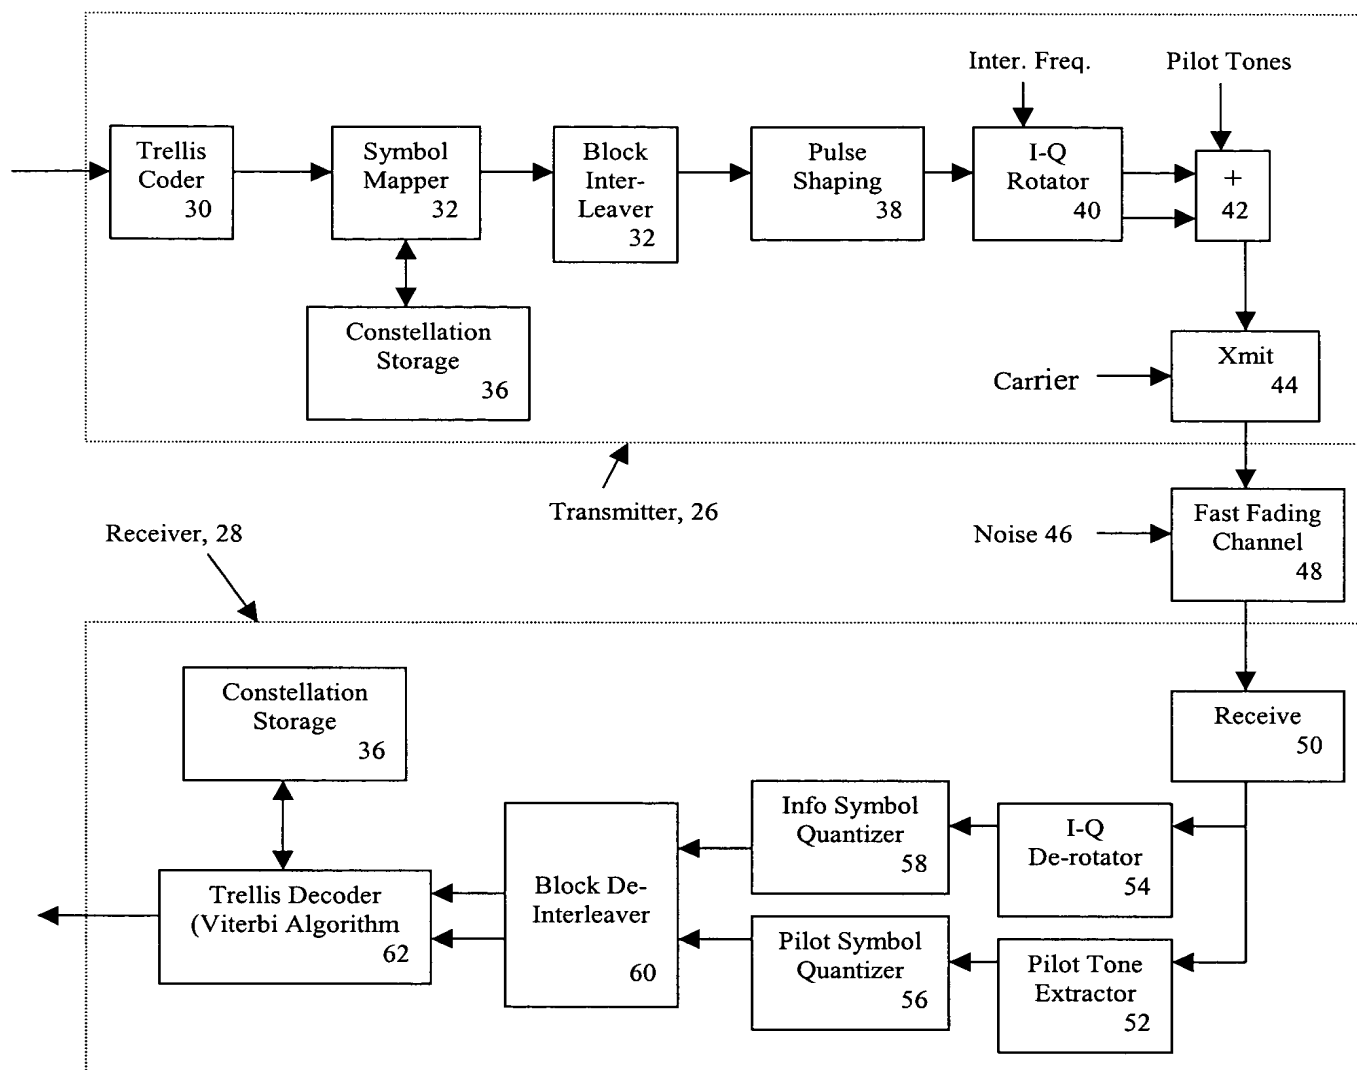 Inter. Freq.
Pilot Tones
Trellis
Coder
30
Symbol
Mapper
32
Block
Inter-
Leaver
32
Pulse
Shaping
38
I-Q
Rotator
40
+
42
Constellation
Storage
36
Carrier
Xmit
44
Transmitter, 26
Receiver, 28
Noise 46
Fast Fading
Channel
48
Constellation
Storage
36
Receive
50
Info Symbol
Quantizer
58
I-Q
De-rotator
54
Trellis Decoder
(Viterbi Algorithm
62
Block De-
Interleaver
60
Pilot Symbol
Quantizer
56
Pilot Tone
Extractor
52